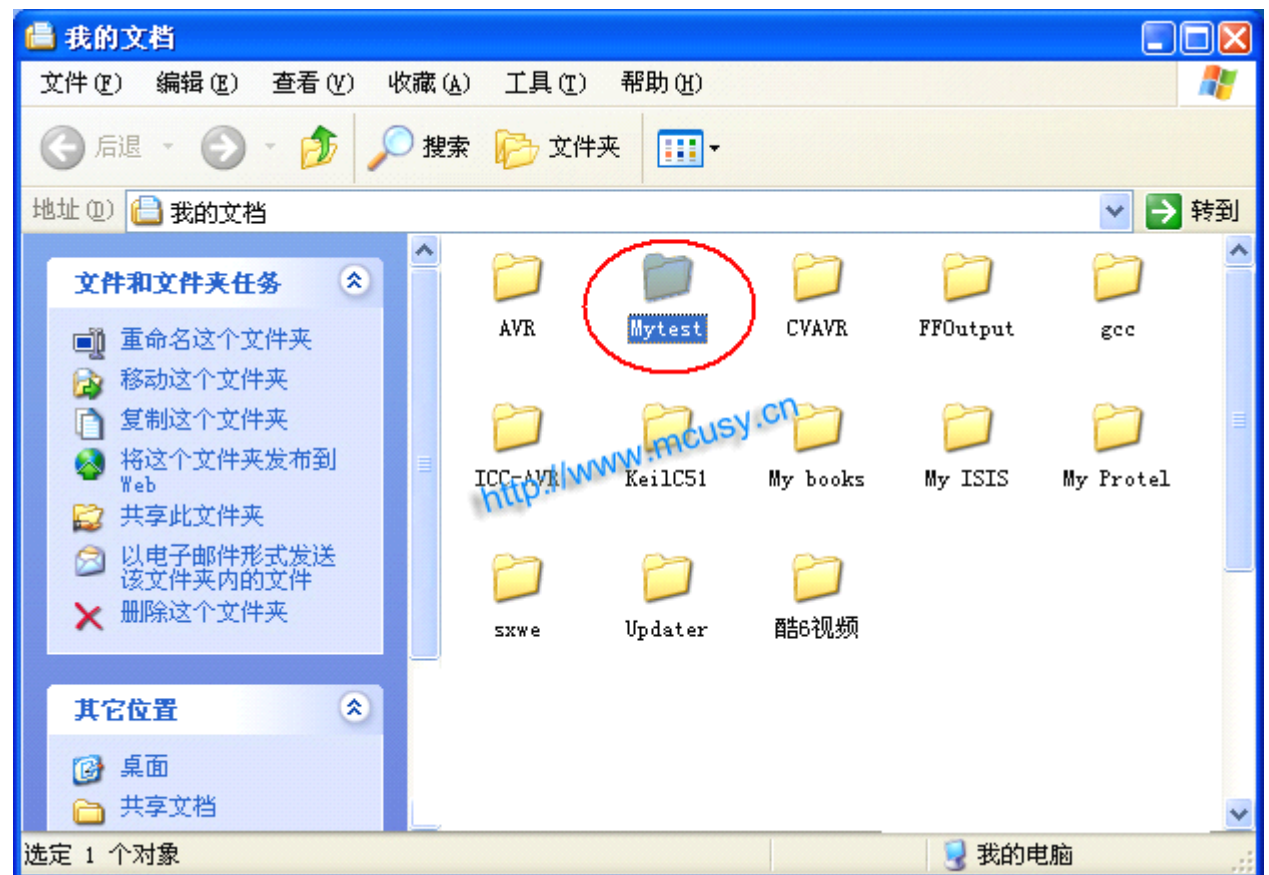 我的文档
文件(F) 编辑(E) 查看(V) 收藏(A) 工具(T) 帮助(H)
后退 搜索 文件夹
地址(D) 我的文档 转到
文件和文件夹任务
重命名这个文件夹
移动这个文件夹
复制这个文件夹
将这个文件夹发布到
Web
共享此文件夹
以电子邮件形式发送
该文件夹内的文件
删除这个文件夹
其它位置
桌面
共享文档
AVR Mytest CVAVR FFOutput gcc
ICC-AVR KeilC51 My books My ISIS My Protel
http://www.mcusy.cn
sxwe Updater 酷6视频
选定 1 个对象 我的电脑